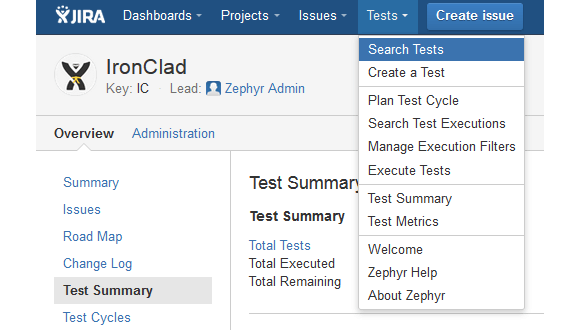 JIRA Dashboards Projects Issues Tests Create issue
IronClad
Key: IC Lead: Zephyr Admin
Overview Administration
Summary
Issues
Road Map
Change Log
Test Summary
Test Cycles
Test Summary
Test Summary
Total Tests
Total Executed
Total Remaining
Search Tests
Create a Test
Plan Test Cycle
Search Test Executions
Manage Execution Filters
Execute Tests
Test Summary
Test Metrics
Welcome
Zephyr Help
About Zephyr